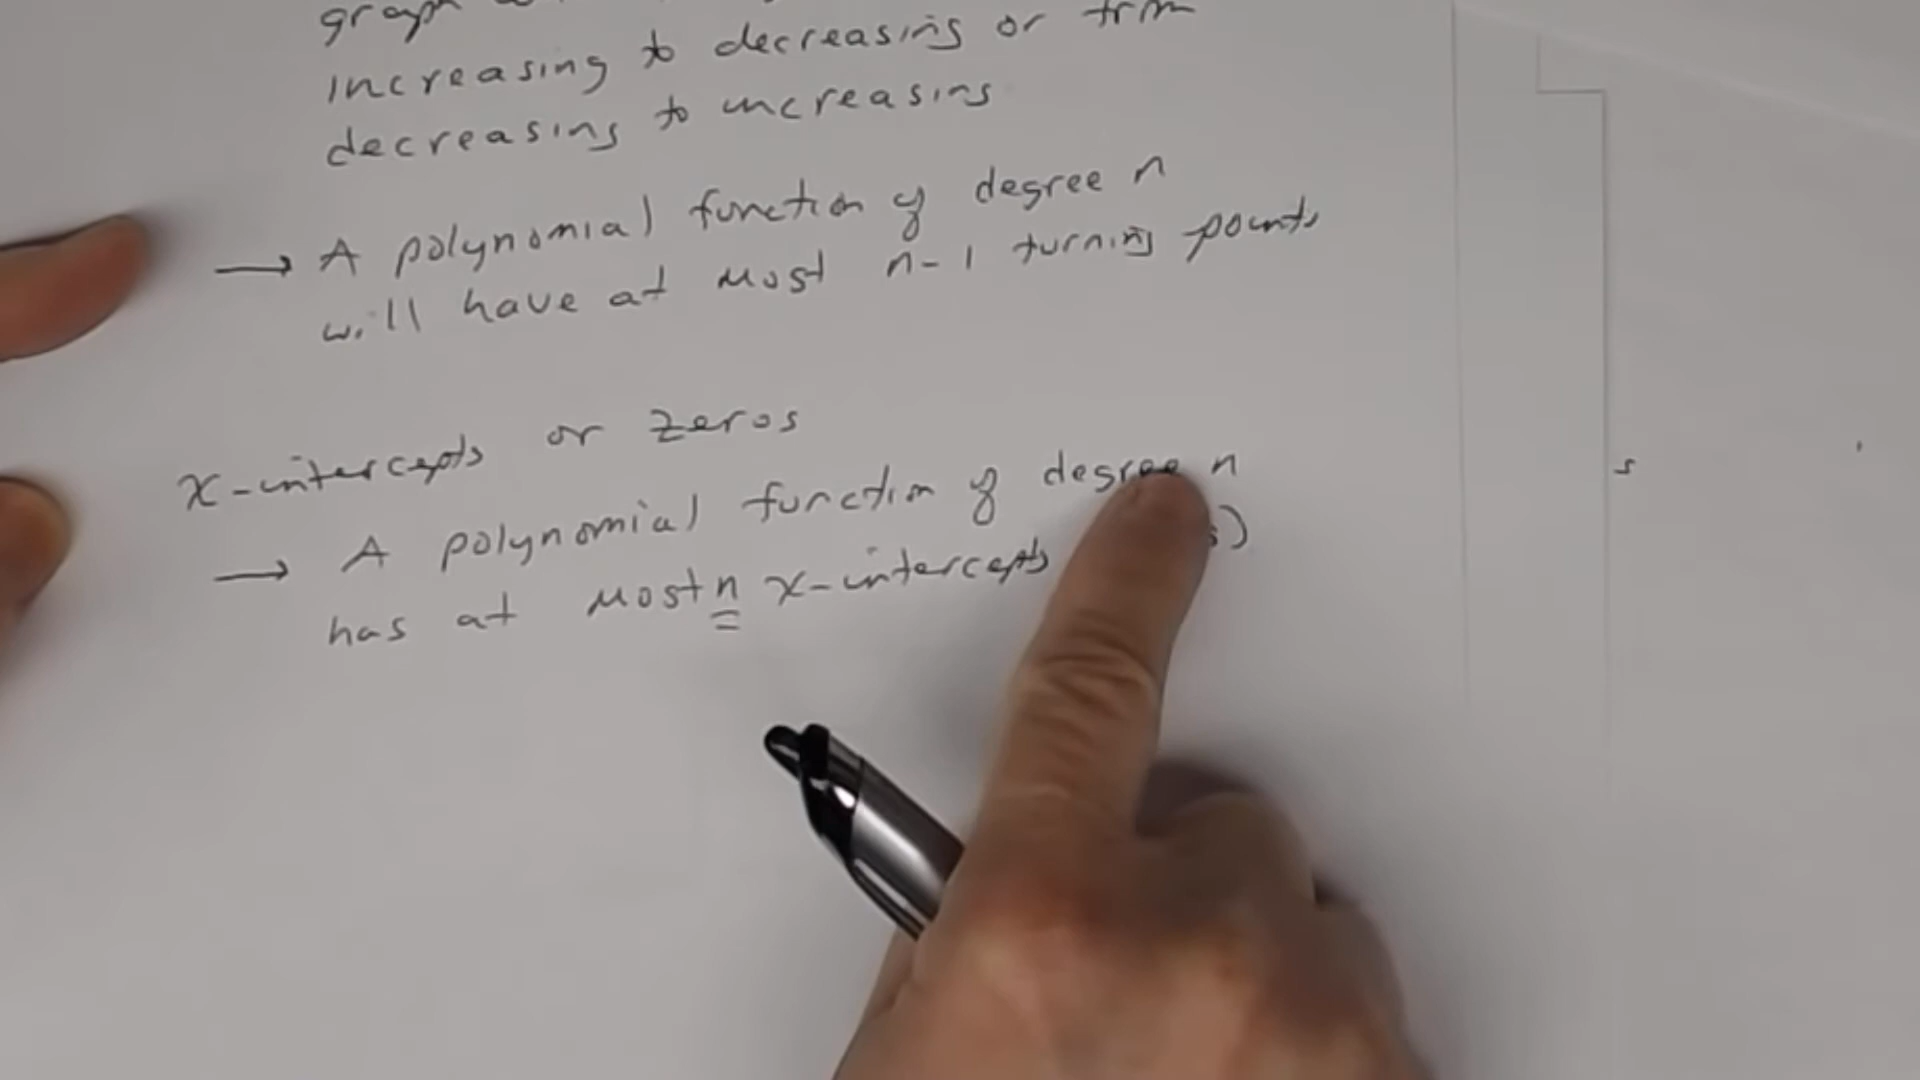 graph
increasing to decreasing or from
decreasing to increasing
→ A polynomial function of degree n
will have at most n-1 turning points
x-intercepts or zeros
→ A polynomial function of degree n
has at most n x-intercepts s)
s